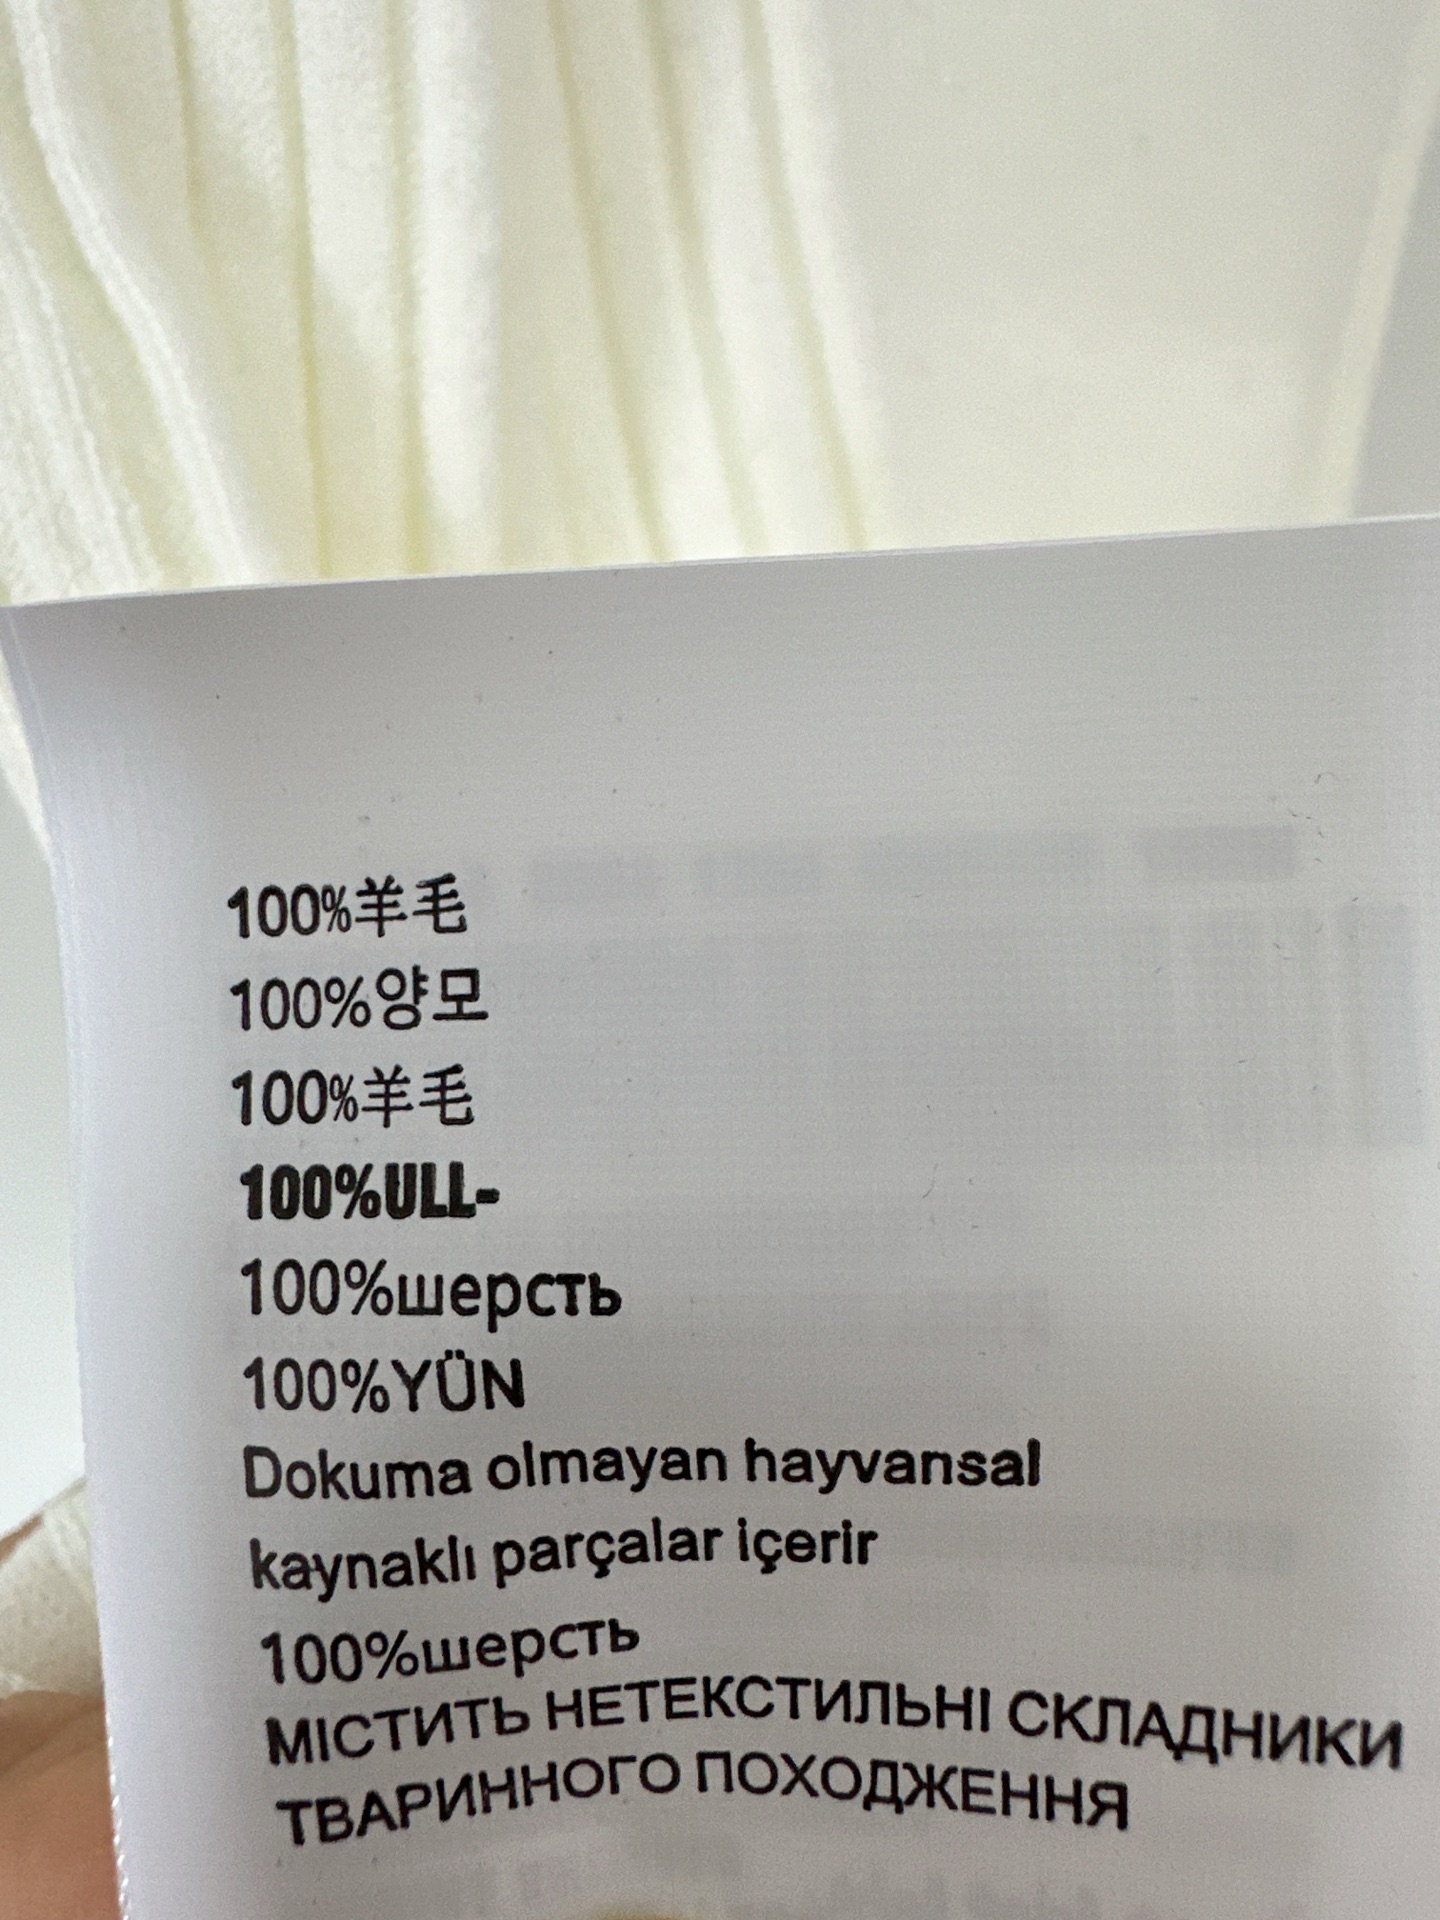 100%羊毛
100%양모
100%羊毛
100%ULL-
100%шерсть
100%YÜN
Dokuma olmayan hayvansal
kaynaklı parçalar içerir
100%шерсть
МІСТИТЬ НЕТЕКСТИЛЬНІ СКЛАДНИКИ
ТВАРИННОГО ПОХОДЖЕННЯ